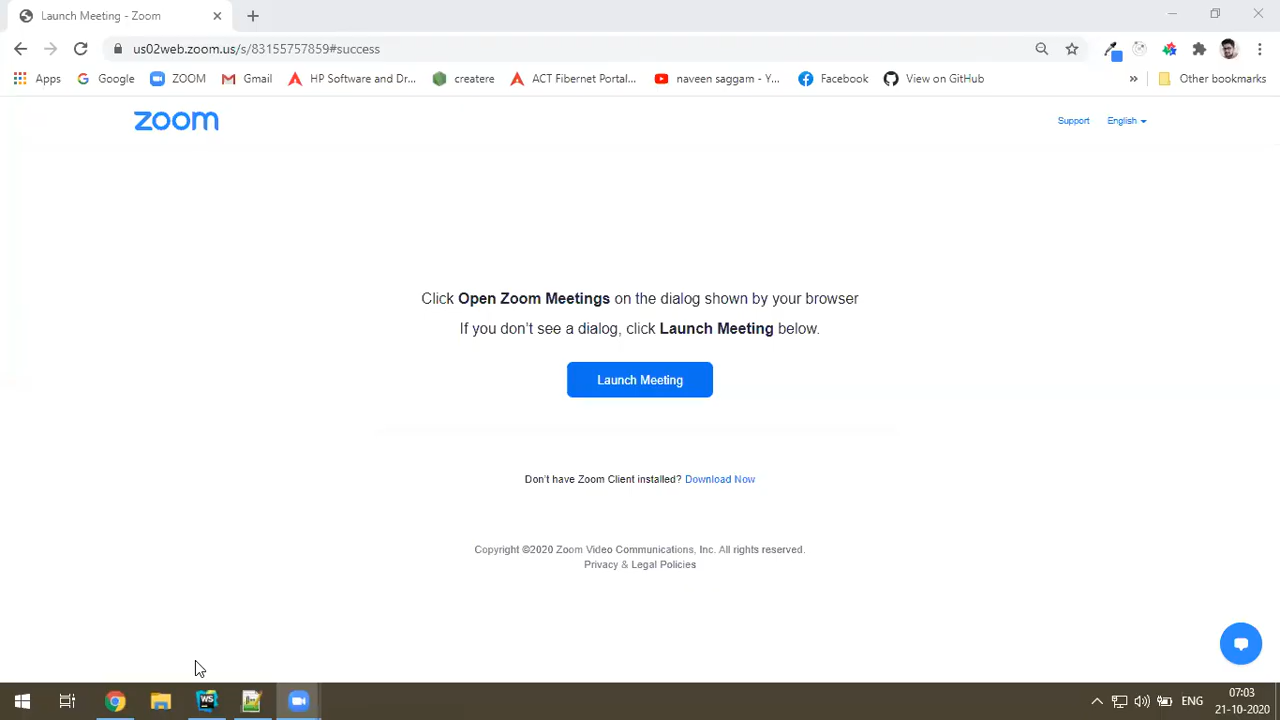 Launch Meeting - Zoom
us02web.zoom.us/s/83155757859#success
Apps Google ZOOM Gmail HP Software and Dr... createre ACT Fibernet Portal... naveen saggam - Y... Facebook View on GitHub » Other bookmarks
zoom Support English
Click Open Zoom Meetings on the dialog shown by your browser
If you don't see a dialog, click Launch Meeting below.
Launch Meeting
Don't have Zoom Client installed? Download Now
Copyright ©2020 Zoom Video Communications, Inc. All rights reserved.
Privacy & Legal Policies
WS
ENG
07:03
21-10-2020